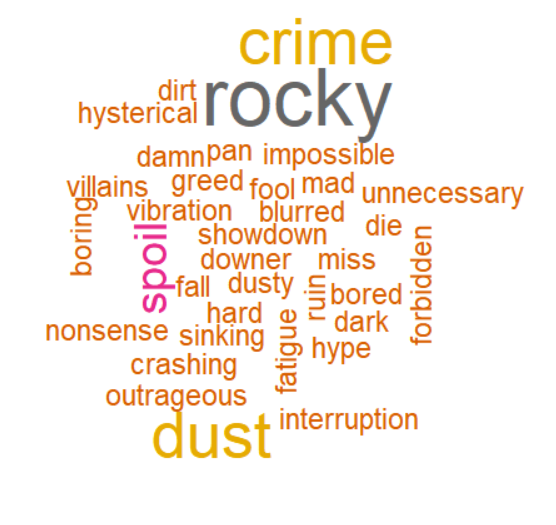 crime
rocky
dirt
hysterical
damn pan impossible
villains greed fool mad unnecessary
boring vibration blurred die
spoil showdown forbidden
downer miss
fall dusty ruin bored
hard dark
nonsense sinking fatigue hype
crashing
outrageous
dust interruption